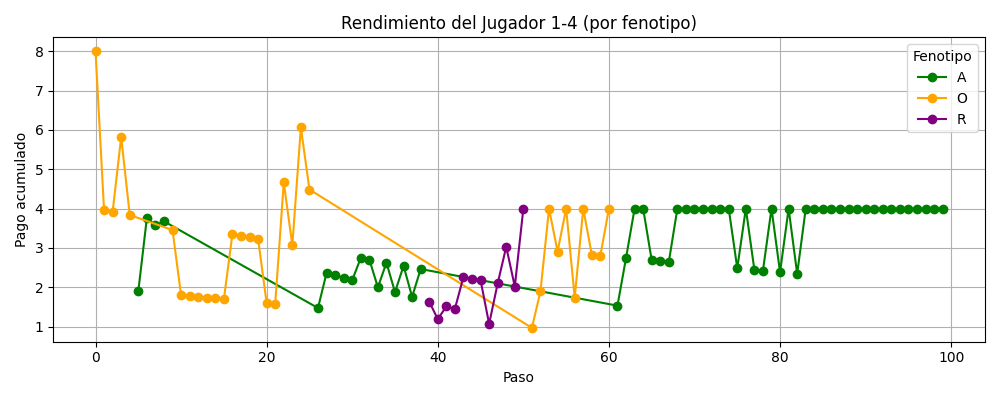 Rendimiento del Jugador 1-4 (por fenotipo)
Pago acumulado
8
7
6
5
4
3
2
1
0
20
40
60
80
100
Paso
Fenotipo
A
O
R